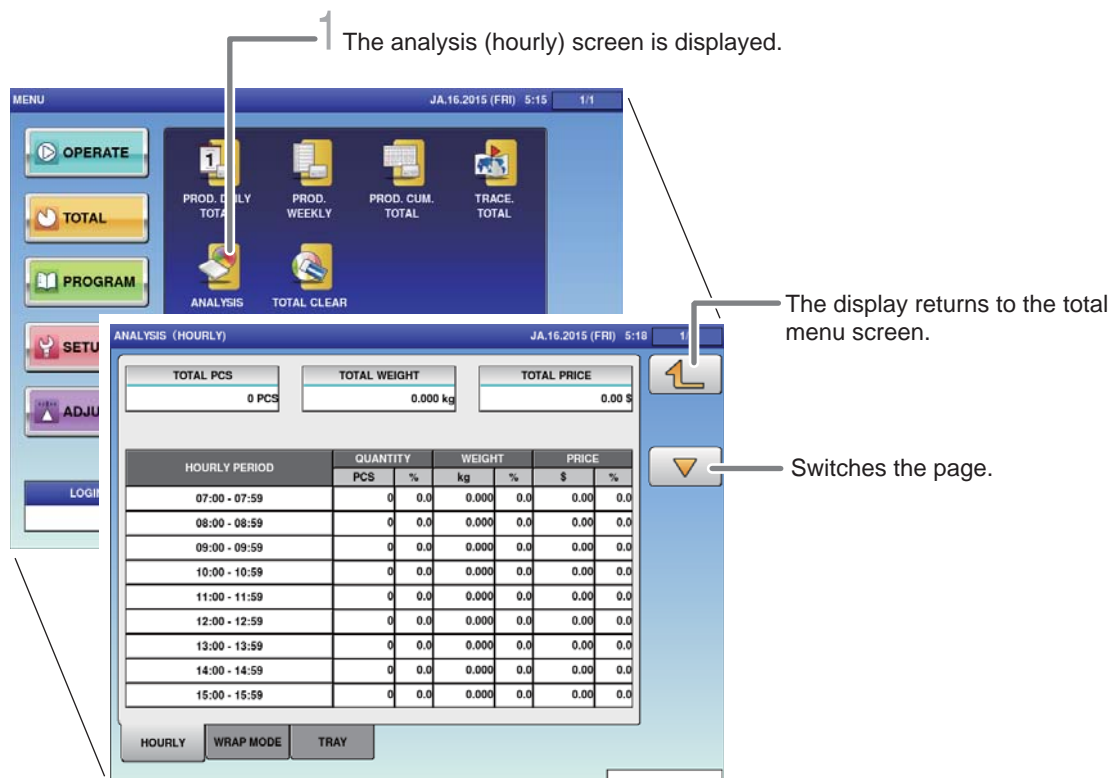 1 The analysis (hourly) screen is displayed.
MENU JA.16.2015 (FRI) 5:15 1/1
OPERATE
TOTAL
PROGRAM
PROD. TOTAL
PROD. WEEKLY
PROD. CUM. TOTAL
TRACE. TOTAL
ANALYSIS
TOTAL CLEAR
ANALYSIS (HOURLY) JA.16.2015 (FRI) 5:18
The display returns to the total
menu screen.
TOTAL PCS TOTAL WEIGHT TOTAL PRICE
0 PCS 0.000 kg 0.00 $
HOURLY PERIOD QUANTITY WEIGHT PRICE
PCS % kg % $ %
Switches the page.
07:00 - 07:59 0 0.0 0.000 0.0 0.00 0.0
08:00 - 08:59 0 0.0 0.000 0.0 0.00 0.0
09:00 - 09:59 0 0.0 0.000 0.0 0.00 0.0
10:00 - 10:59 0 0.0 0.000 0.0 0.00 0.0
11:00 - 11:59 0 0.0 0.000 0.0 0.00 0.0
12:00 - 12:59 0 0.0 0.000 0.0 0.00 0.0
13:00 - 13:59 0 0.0 0.000 0.0 0.00 0.0
14:00 - 14:59 0 0.0 0.000 0.0 0.00 0.0
15:00 - 15:59 0 0.0 0.000 0.0 0.00 0.0
HOURLY WRAP MODE TRAY